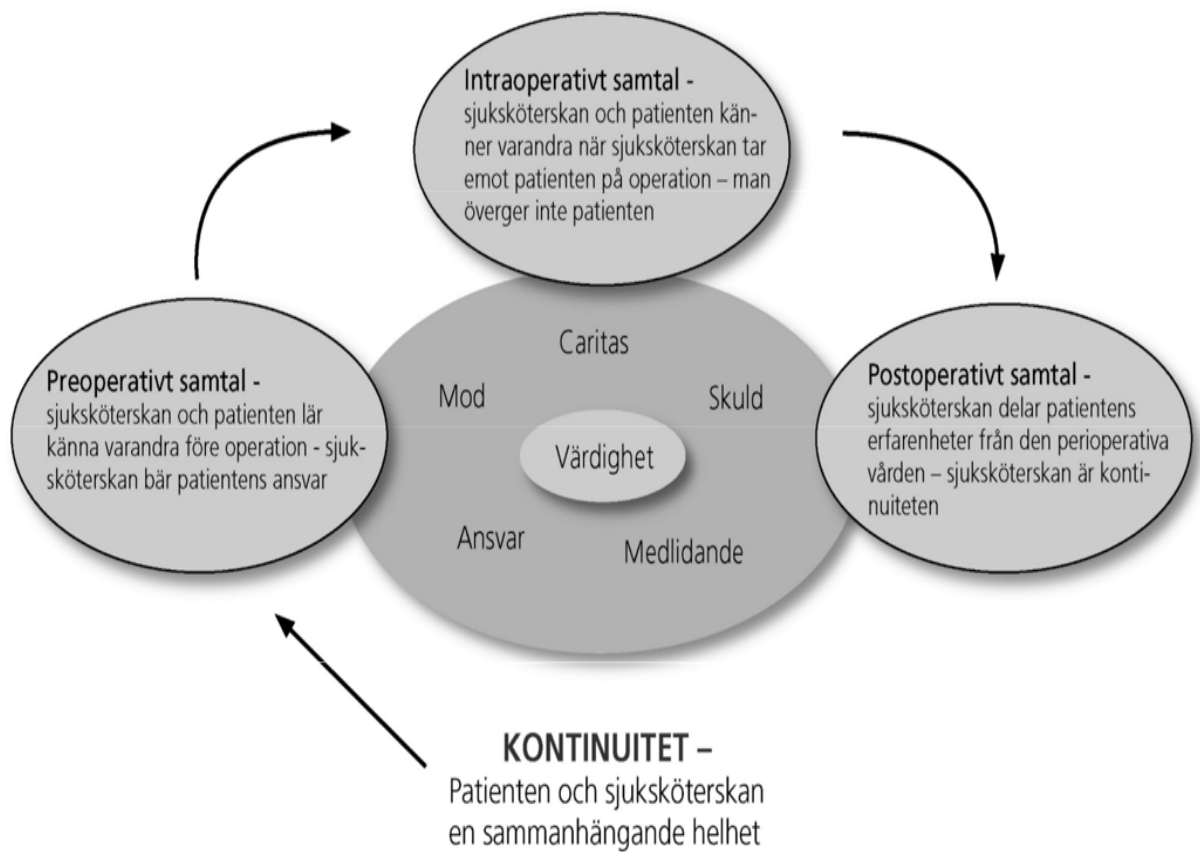 Intraoperativt samtal -
sjuksköterskan och patienten kän-
ner varandra när sjuksköterskan tar
emot patienten på operation – man
överger inte patienten
Preoperativt samtal -
sjuksköterskan och patienten lär
känna varandra före operation - sjuk-
sköterskan bär patientens ansvar
Caritas
Mod
Skuld
Värdighet
Ansvar
Medlidande
Postoperativt samtal -
sjuksköterskan delar patientens
erfarenheter från den perioperativa
vården – sjuksköterskan är konti-
nuiteten
KONTINUITET –
Patienten och sjuksköterskan
en sammanhängande helhet